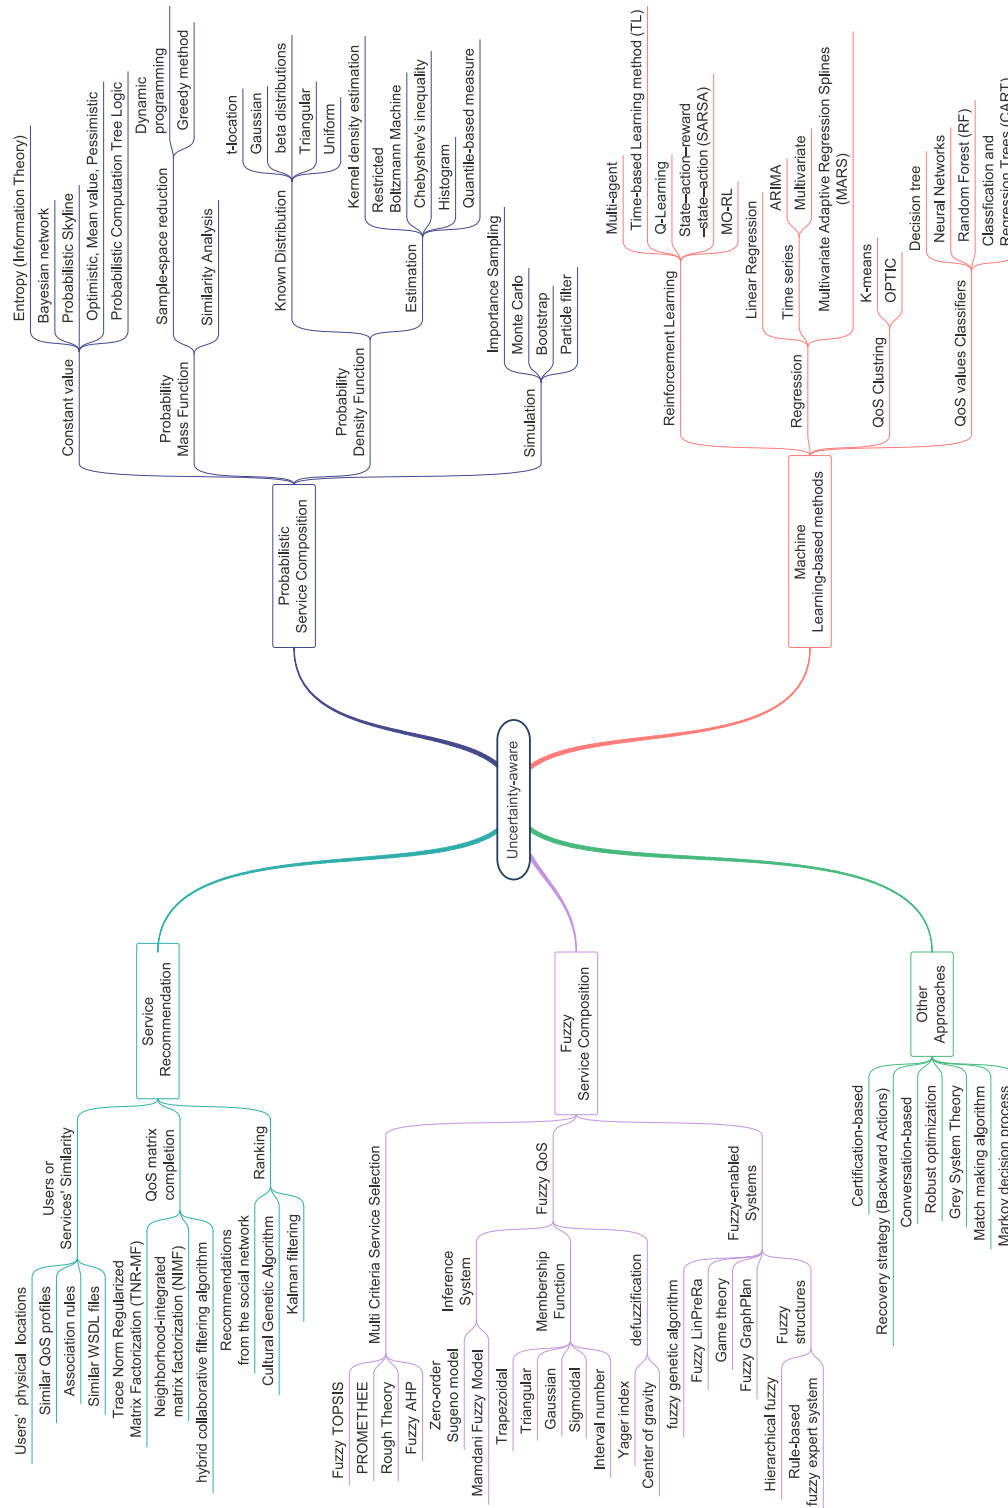 Uncertainty-aware
Service
Recommendation
Users or
Services' Similarity
Users' physical locations
Similar QoS profiles
Association rules
Similar WSDL files
QoS matrix
completion
Trace Norm Regularized
Matrix Factorization (TNR-MF)
Neighborhood-integrated
matrix factorization (NIMF)
hybrid collaborative filtering algorithm
Ranking
Recommendations
from the social network
Cultural Genetic Algorithm
Kalman filtering
Fuzzy
Service Composition
Multi Criteria Service Selection
Fuzzy TOPSIS
PROMETHEE
Rough Theory
Fuzzy AHP
Fuzzy QoS
Inference
System
Zero-order
Sugeno model
Mamdani Fuzzy Model
Membership
Function
Trapezoidal
Triangular
Gaussian
Sigmoidal
Interval number
defuzzification
Yager index
Center of gravity
Fuzzy-enabled
Systems
fuzzy genetic algorithm
Fuzzy LinPreRa
Game theory
Fuzzy GraphPlan
Fuzzy
structures
Hierarchical fuzzy
Rule-based
fuzzy expert system
Other
Approaches
Certification-based
Recovery strategy (Backward Actions)
Conversation-based
Robust optimization
Grey System Theory
Match making algorithm
Markov decision process
Probabilistic
Service Composition
Constant value
Entropy (Information Theory)
Bayesian network
Probabilistic Skyline
Optimistic, Mean value, Pessimistic
Probabilistic Computation Tree Logic
Probability
Mass Function
Sample-space reduction
Dynamic
programming
Greedy method
Similarity Analysis
Probability
Density Function
Known Distribution
t-location
Gaussian
beta distributions
Triangular
Uniform
Estimation
Kernel density estimation
Restricted
Boltzmann Machine
Chebyshev's inequality
Histogram
Quantile-based measure
Simulation
Importance Sampling
Monte Carlo
Bootstrap
Particle filter
Machine
Learning-based methods
Reinforcement Learning
Multi-agent
Time-based Learning method (TL)
Q-Learning
State–action–reward
–state–action (SARSA)
MO-RL
Regression
Linear Regression
Time series
ARIMA
Multivariate
Multivariate Adaptive Regression Splines
(MARS)
QoS Clustring
K-means
OPTIC
QoS values Classifiers
Decision tree
Neural Networks
Random Forest (RF)
Classfication and
Regression Trees (CART)